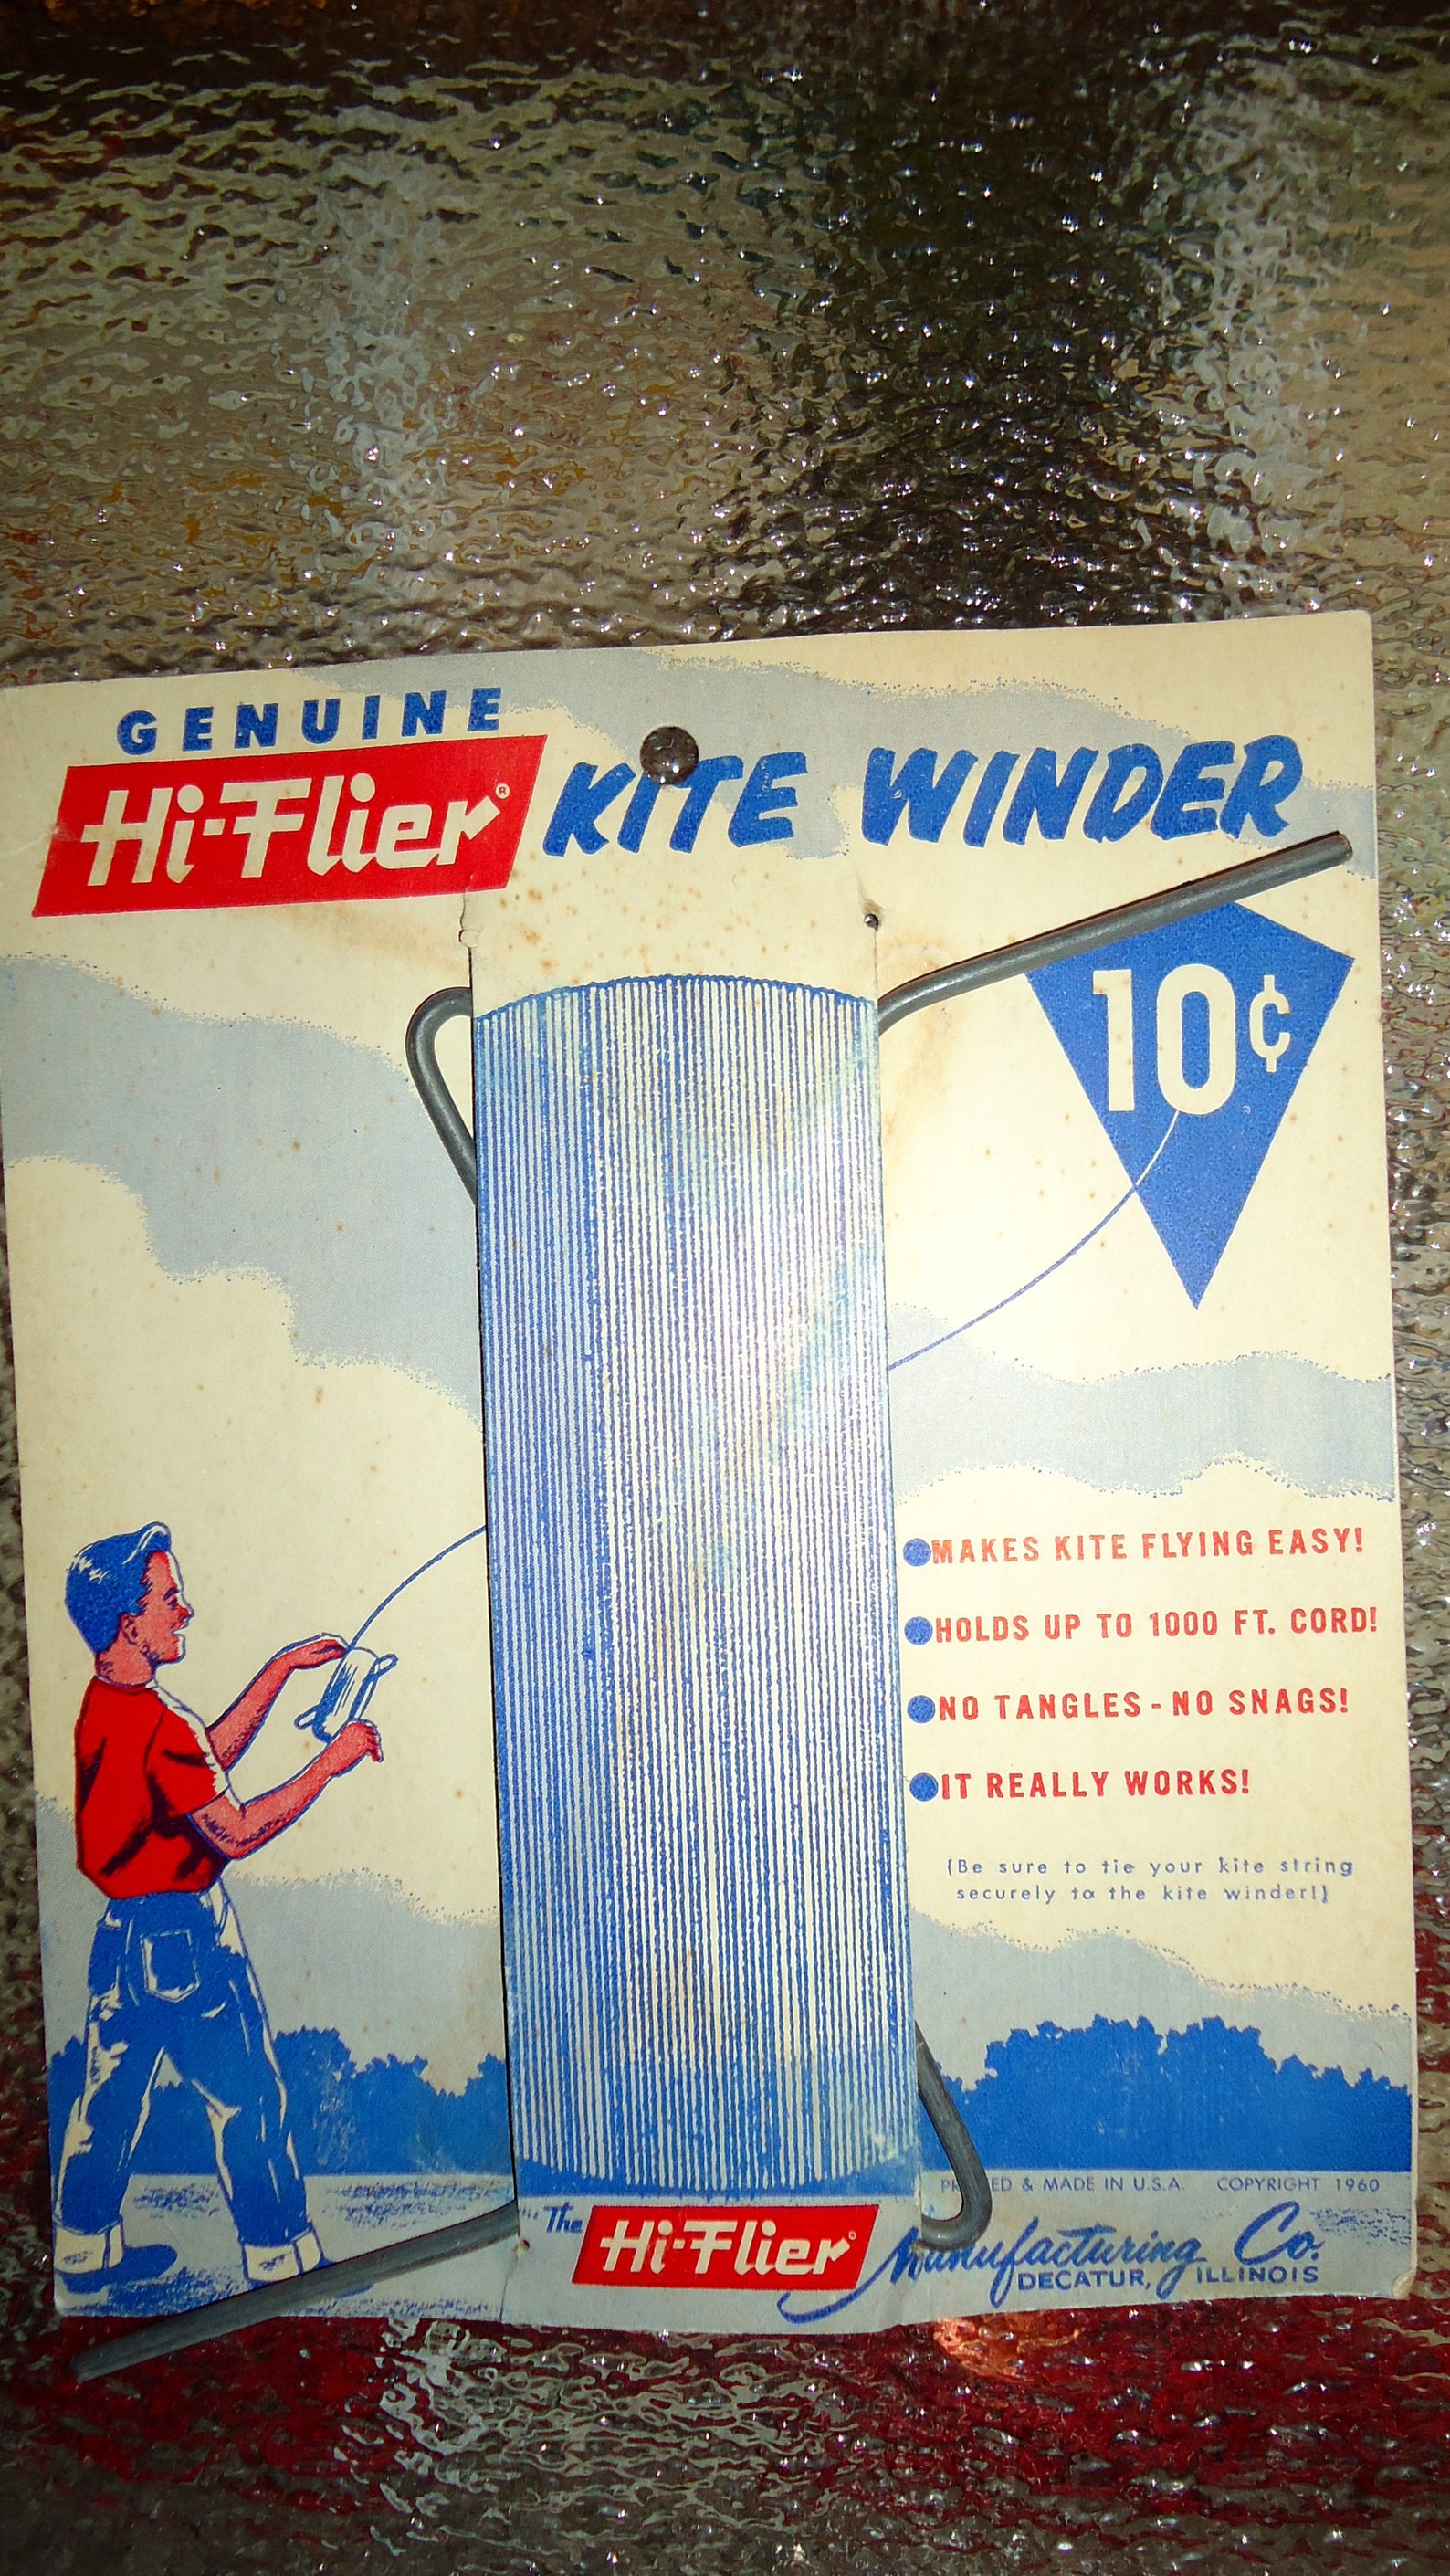 GENUINE
Hi-Flier® KITE WINDER
10¢
●MAKES KITE FLYING EASY!
●HOLDS UP TO 1000 FT. CORD!
●NO TANGLES - NO SNAGS!
●IT REALLY WORKS!
(Be sure to tie your kite string
securely to the kite winder!)
& MADE IN U.S.A. COPYRIGHT 1960
The Hi-Flier® Manufacturing Co.
DECATUR, ILLINOIS